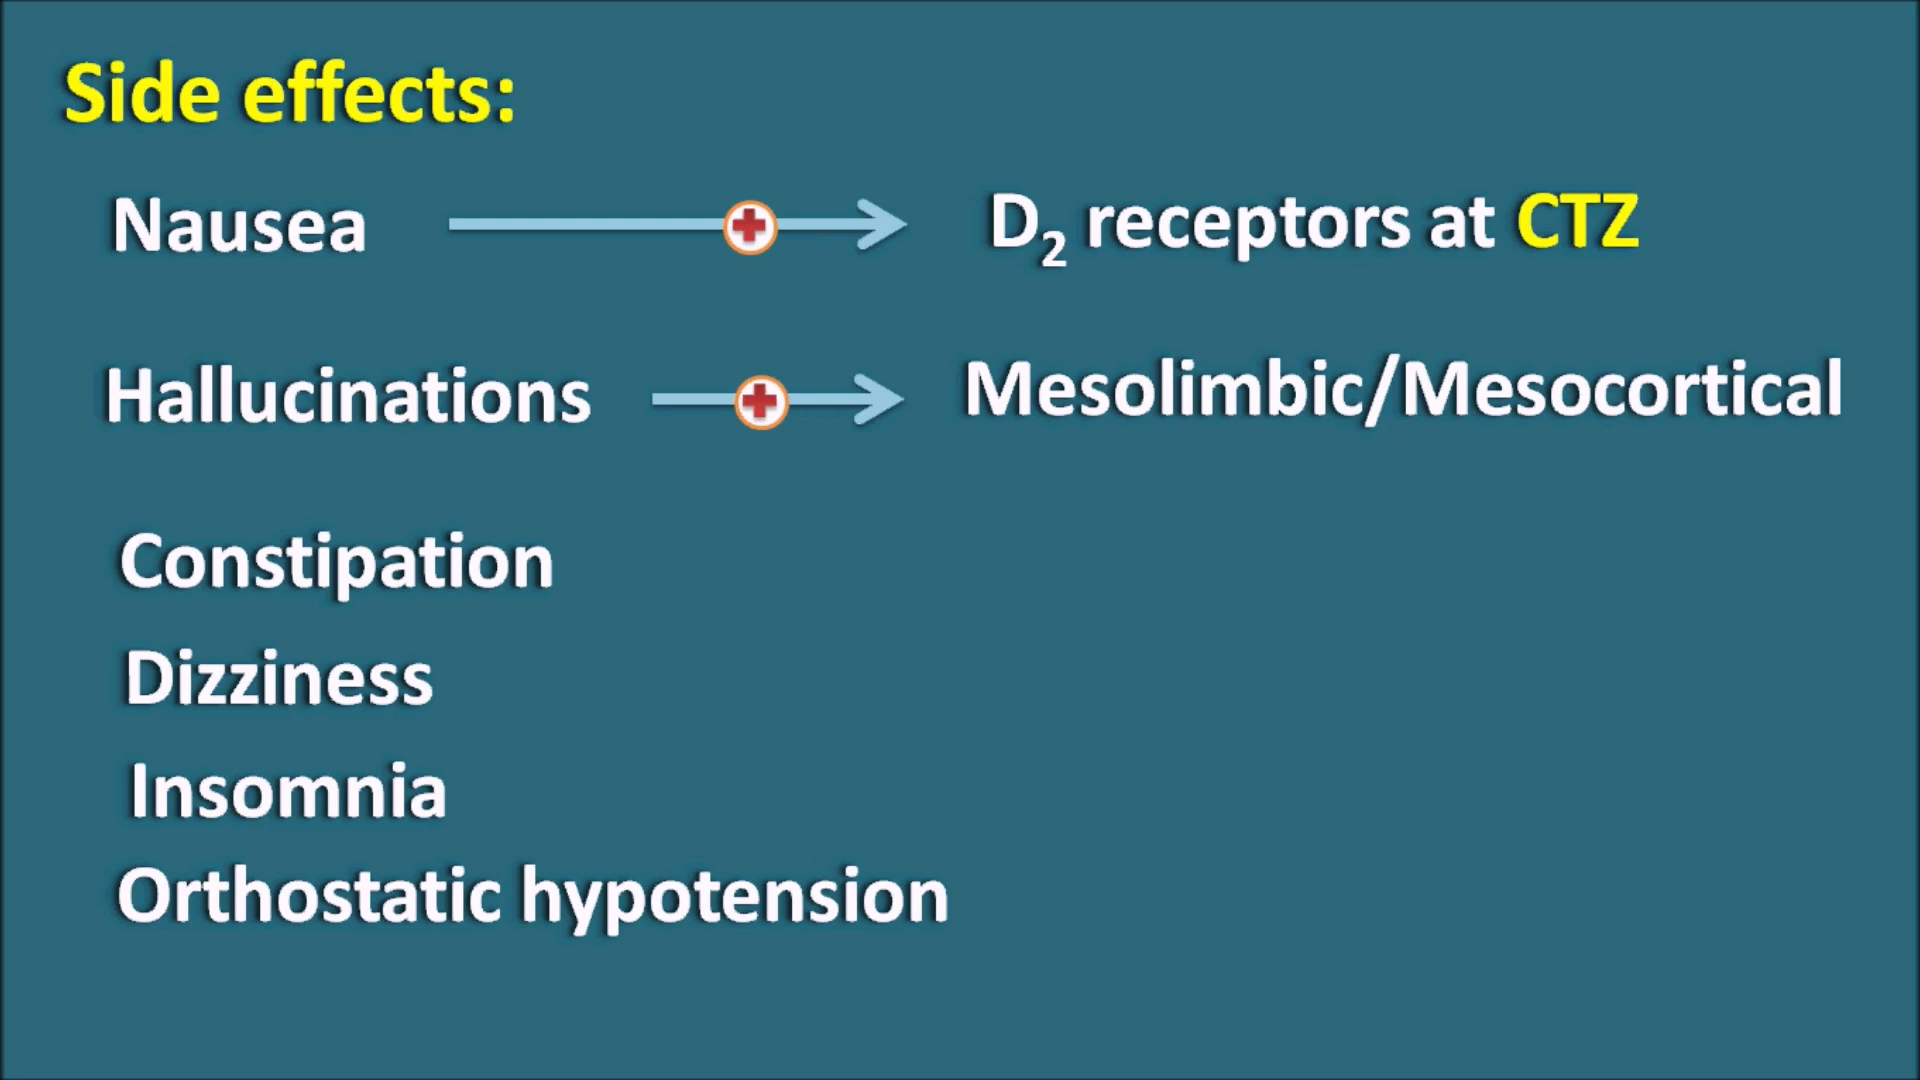 Side effects:
Nausea D₂ receptors at CTZ
Hallucinations Mesolimbic/Mesocortical
Constipation
Dizziness
Insomnia
Orthostatic hypotension